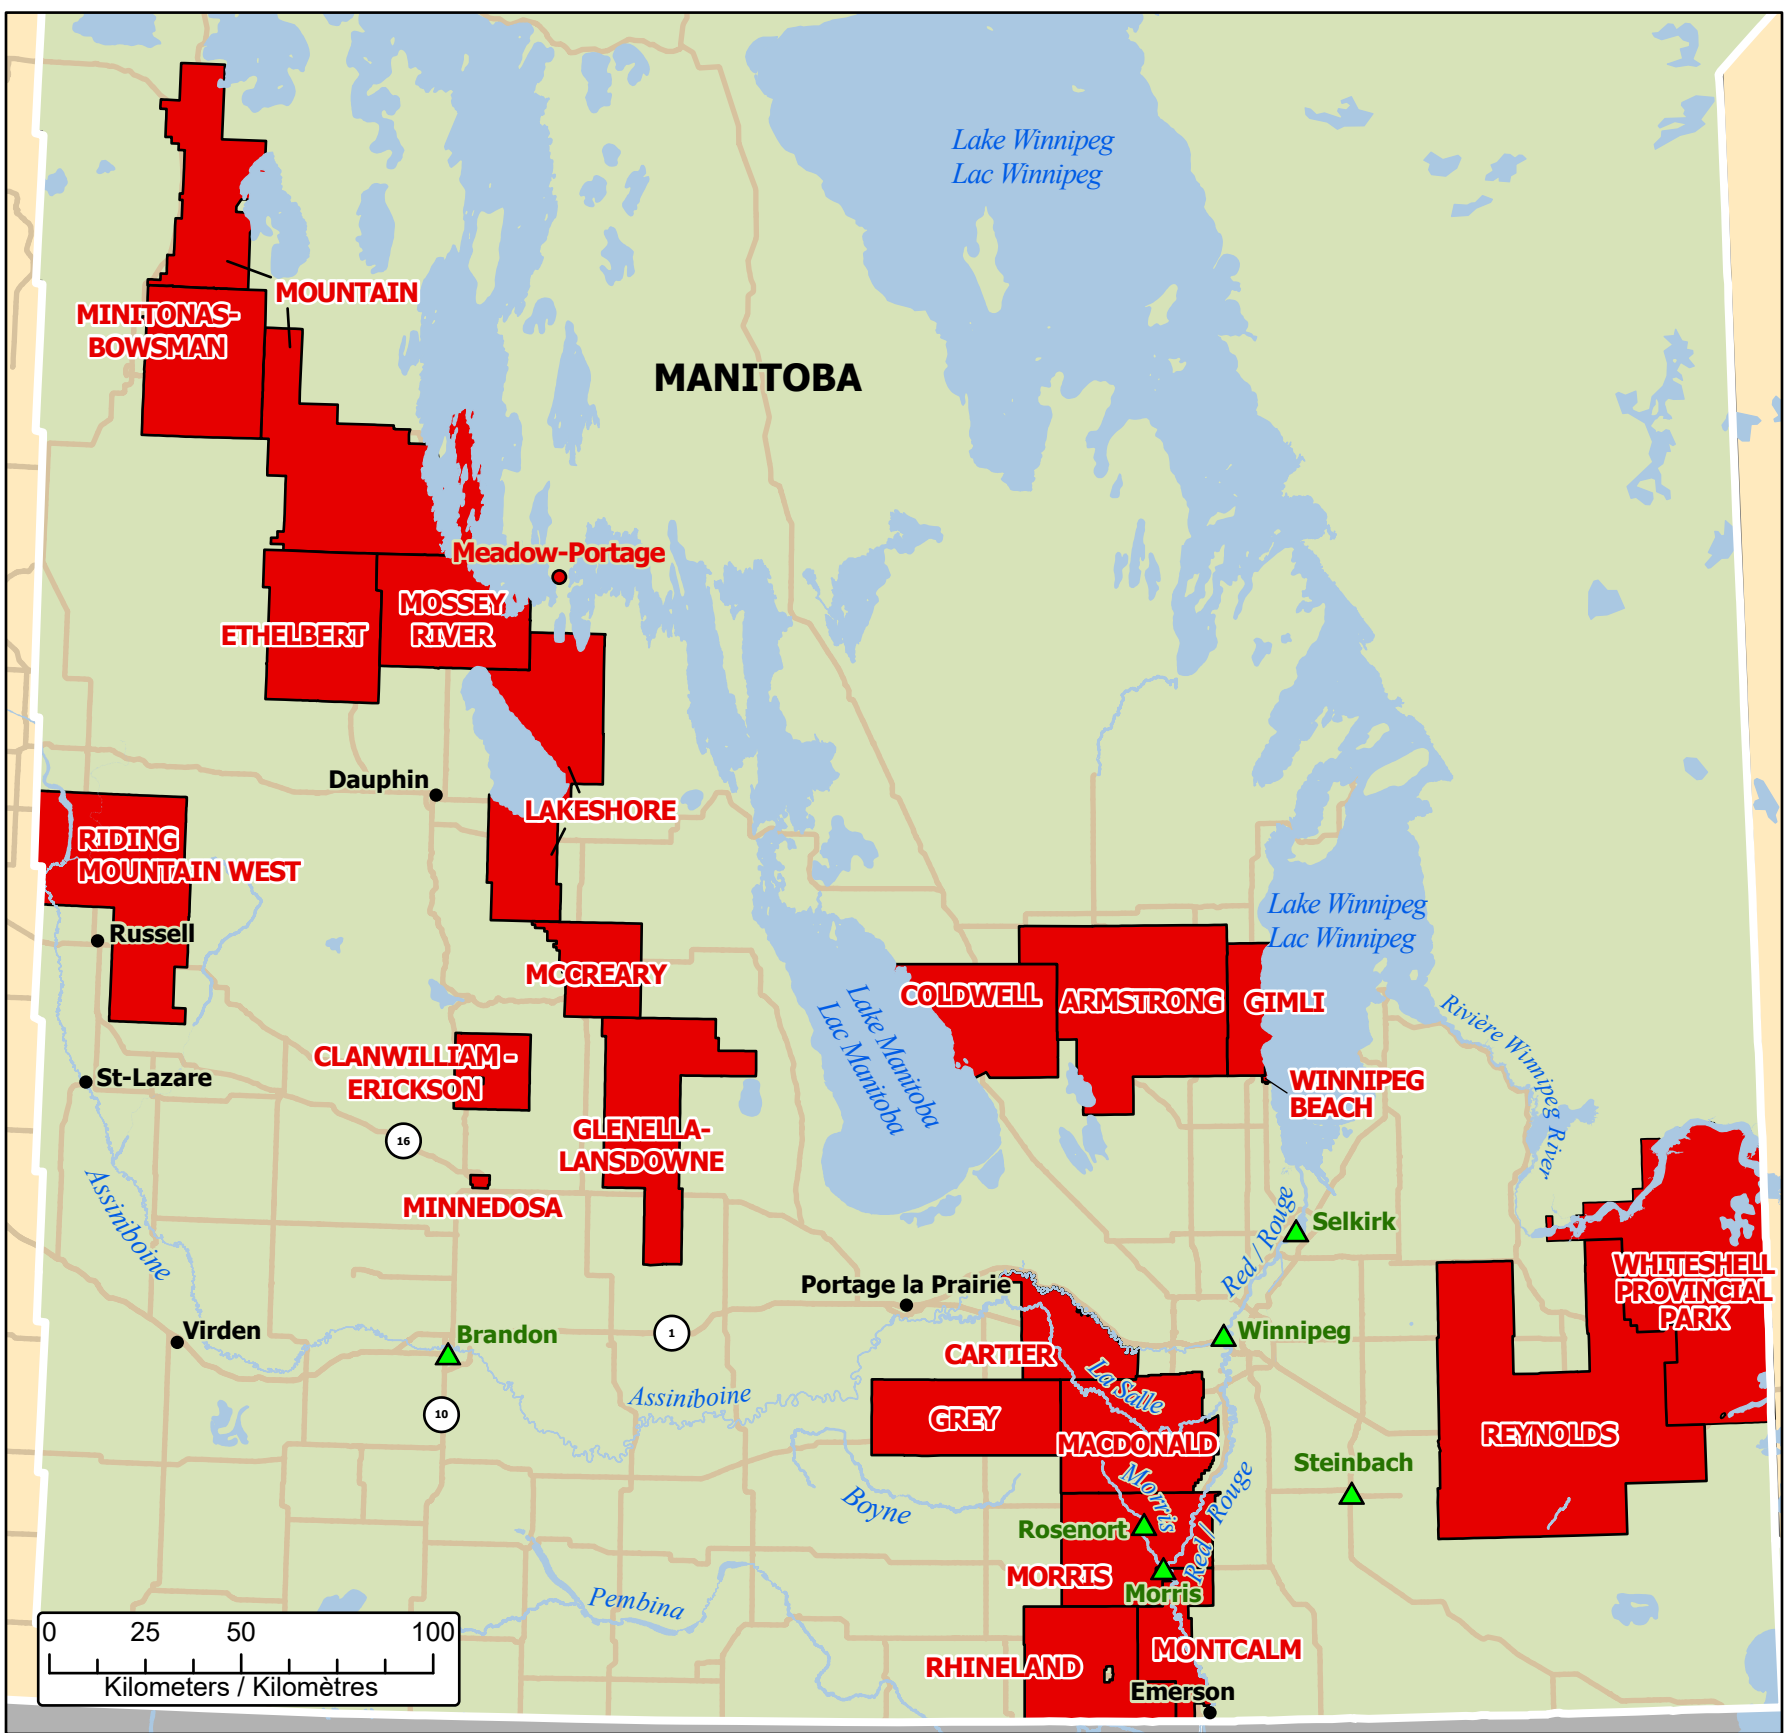 Lake Winnipeg
Lac Winnipeg
MOUNTAIN
MINITONAS-
BOWSMAN
MANITOBA
Meadow-Portage
MOSSEY
RIVER
ETHELBERT
Dauphin
LAKESHORE
RIDING
MOUNTAIN WEST
Russell
Lake Winnipeg
Lac Winnipeg
MCCREARY
COLDWELL
ARMSTRONG
GIMLI
Lake Manitoba
Lac Manitoba
Rivière Winnipeg River
CLANWILLIAM -
ERICKSON
St-Lazare
WINNIPEG
BEACH
GLENELLA-
LANSDOWNE
16
MINNEDOSA
Assiniboine
Selkirk
Red / Rouge
WHITESHELL
PROVINCIAL
PARK
Portage la Prairie
Virden
Brandon
1
Winnipeg
CARTIER
La Salle
Assiniboine
10
GREY
MACDONALD
REYNOLDS
Steinbach
Morris
Boyne
Red / Rouge
Rosenort
MORRIS
Morris
Pembina
0 25 50 100
Kilometers / Kilomètres
MONTCALM
RHINELAND
Emerson